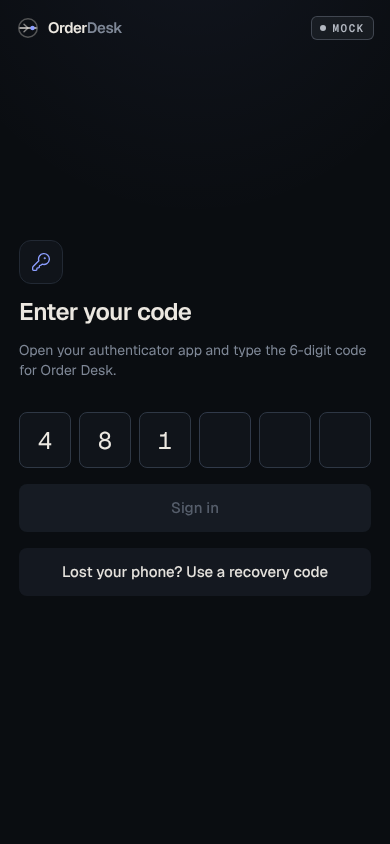 OrderDesk
MOCK
Enter your code
Open your authenticator app and type the 6-digit code
for Order Desk.
4 8 1
Sign in
Lost your phone? Use a recovery code